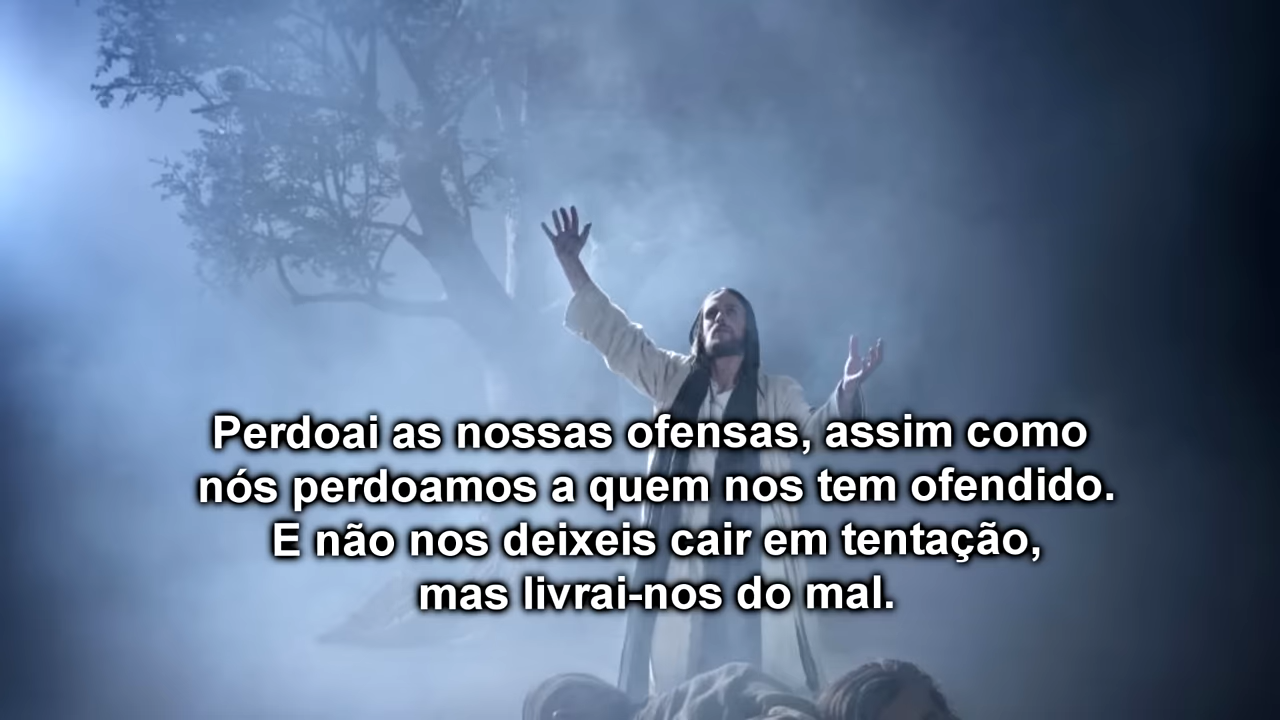 Perdoai as nossas ofensas, assim como
nós perdoamos a quem nos tem ofendido.
E não nos deixeis cair em tentação,
mas livrai-nos do mal.